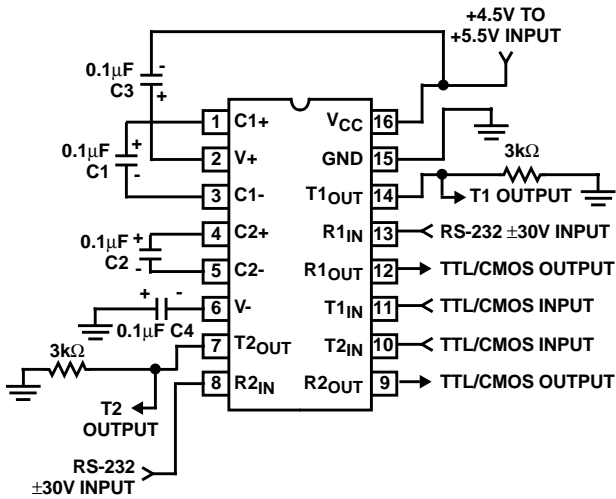 +4.5V TO
+5.5V INPUT
0.1µF
C3
-
+
0.1µF
C1
+
-
0.1µF
C2
+
-
+ -
0.1µF C4
3kΩ
T2
OUTPUT
RS-232
±30V INPUT
1 C1+
2 V+
3 C1-
4 C2+
5 C2-
6 V-
7 T2OUT
8 R2IN
VCC 16
GND 15
T1OUT 14
R1IN 13
R1OUT 12
T1IN 11
T2IN 10
R2OUT 9
3kΩ
T1 OUTPUT
RS-232 ±30V INPUT
TTL/CMOS OUTPUT
TTL/CMOS INPUT
TTL/CMOS INPUT
TTL/CMOS OUTPUT